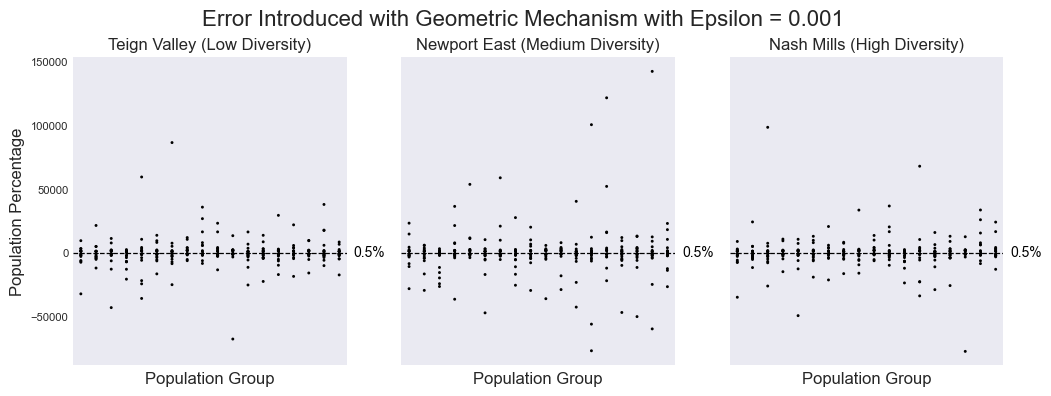 Error Introduced with Geometric Mechanism with Epsilon = 0.001
Teign Valley (Low Diversity)
Newport East (Medium Diversity)
Nash Mills (High Diversity)
Population Percentage
150000
100000
50000
0
−50000
0.5%
0.5%
0.5%
Population Group
Population Group
Population Group